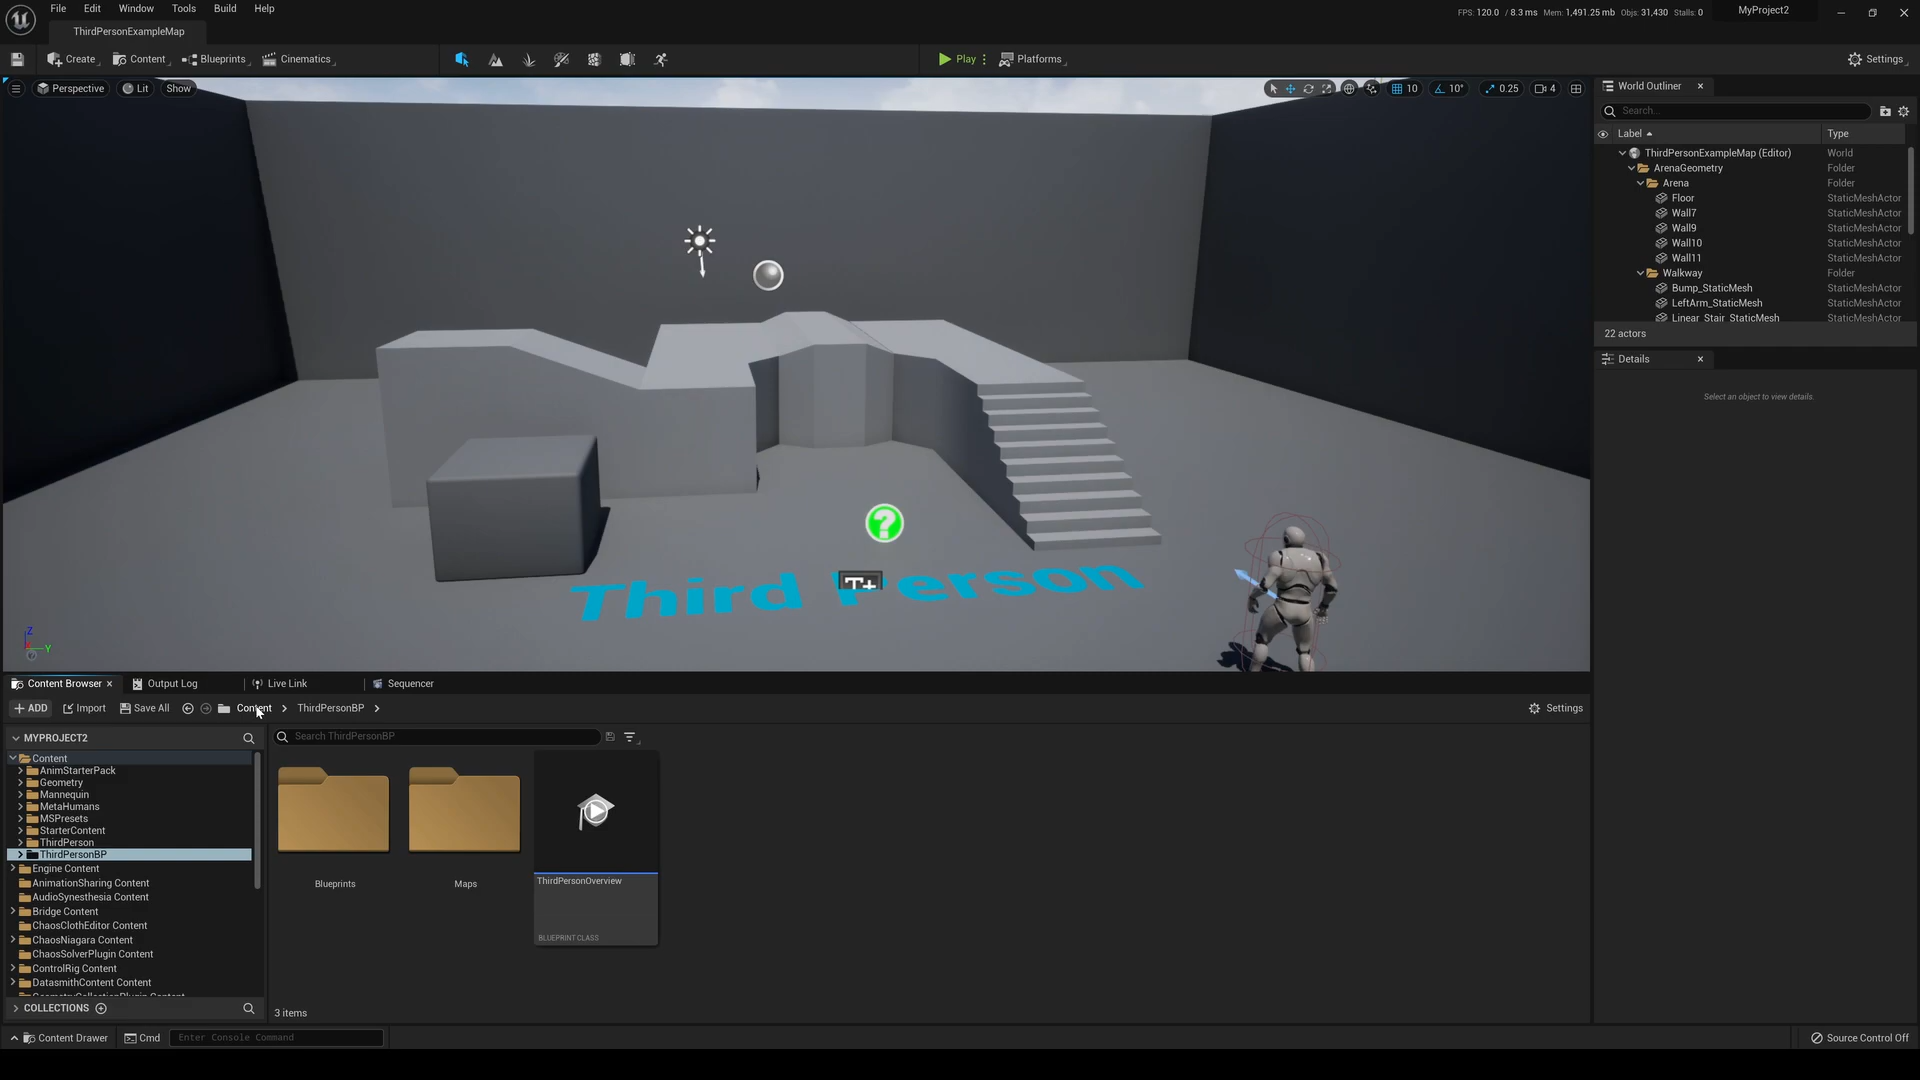 File Edit Window Tools Build Help
FPS: 120.0 / 8.3 ms Mem: 1,491.25 mb Objs: 31,430 Stalls: 0
MyProject2
ThirdPersonExampleMap
Create Content Blueprints Cinematics Play Platforms Settings
Perspective Lit Show
10 10° 0.25 4
World Outliner
Search...
Label Type
ThirdPersonExampleMap (Editor) World
ArenaGeometry Folder
Arena Folder
Floor StaticMeshActor
Wall7 StaticMeshActor
Wall9 StaticMeshActor
Wall10 StaticMeshActor
Wall11 StaticMeshActor
Walkway Folder
Bump_StaticMesh StaticMeshActor
LeftArm_StaticMesh StaticMeshActor
Linear_Stair_StaticMesh StaticMeshActor
22 actors
Details
Select an object to view details.
?
T+
Third Person
Z
Y
Content Browser Output Log Live Link Sequencer
ADD Import Save All Content ThirdPersonBP Settings
MYPROJECT2
Search ThirdPersonBP
Content
AnimStarterPack
Geometry
Mannequin
MetaHumans
MSPresets
StarterContent
ThirdPerson
ThirdPersonBP
Engine Content
AnimationSharing Content
AudioSynesthesia Content
Bridge Content
ChaosClothEditor Content
ChaosNiagara Content
ChaosSolverPlugin Content
ControlRig Content
DatasmithContent Content
GeometryCollectionPlugin Content
Blueprints
Maps
ThirdPersonOverview
BLUEPRINT CLASS
COLLECTIONS
3 items
Content Drawer Cmd Enter Console Command Source Control Off